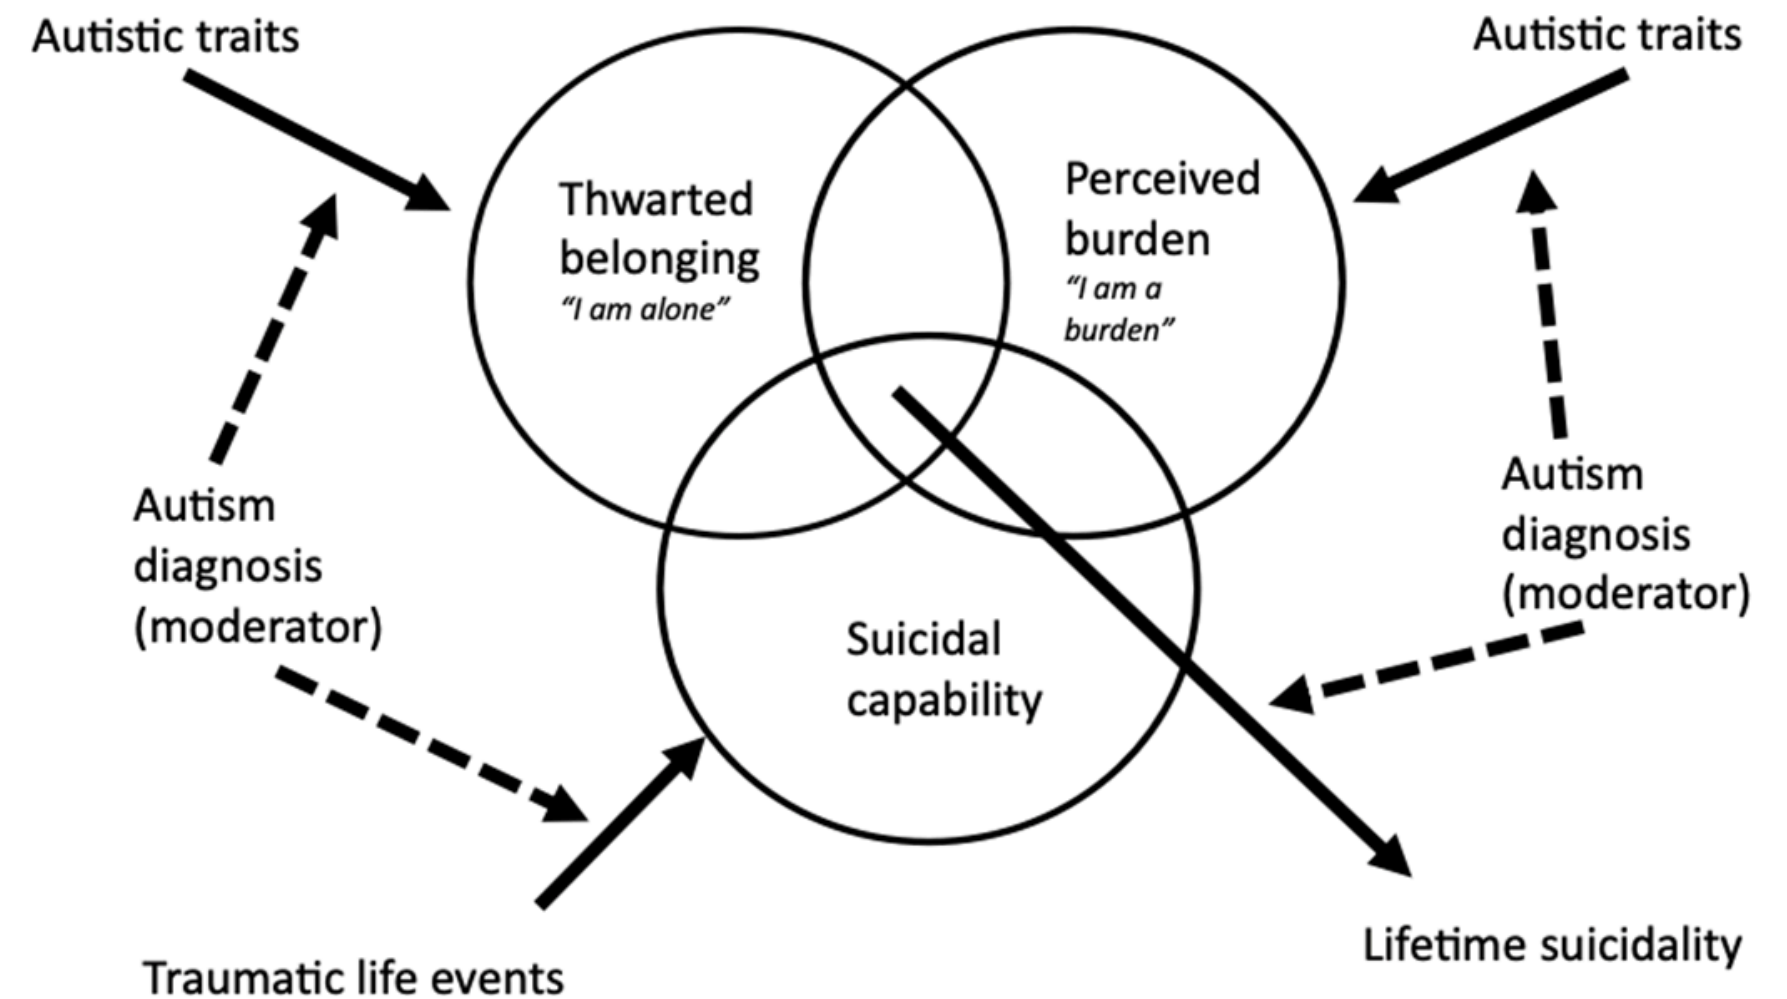 Autistic traits
Autistic traits
Thwarted
belonging
“I am alone”
Perceived
burden
“I am a
burden”
Autism
diagnosis
(moderator)
Autism
diagnosis
(moderator)
Suicidal
capability
Traumatic life events
Lifetime suicidality